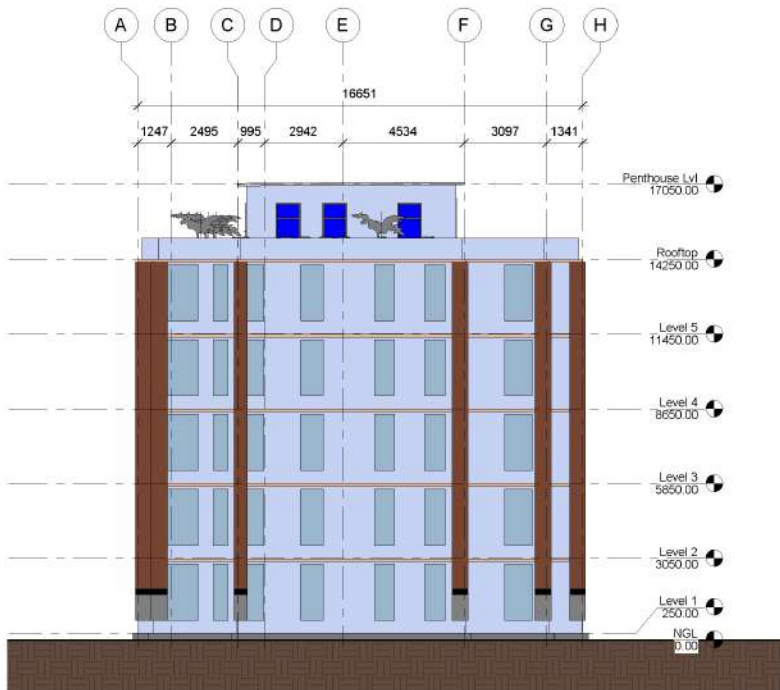 A B C D E F G H
16651
1247 2495 995 2942 4534 3097 1341
Penthouse Lvl
17050.00
Rooftop
14250.00
Level 5
11450.00
Level 4
8650.00
Level 3
5850.00
Level 2
3050.00
Level 1
250.00
NGL
0.00